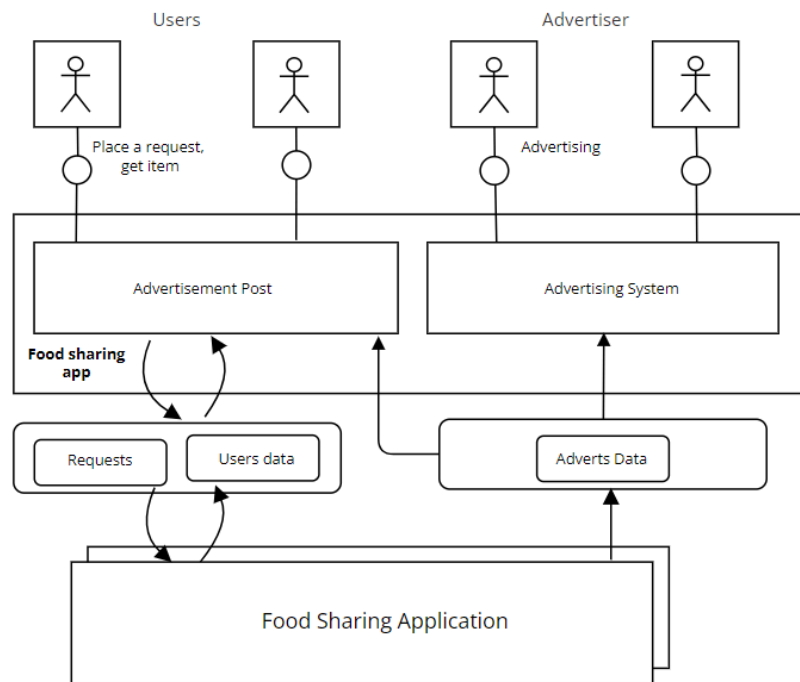 Users
Advertiser
Place a request,
get item
Advertising
Advertisement Post
Advertising System
Food sharing
app
Requests
Users data
Adverts Data
Food Sharing Application